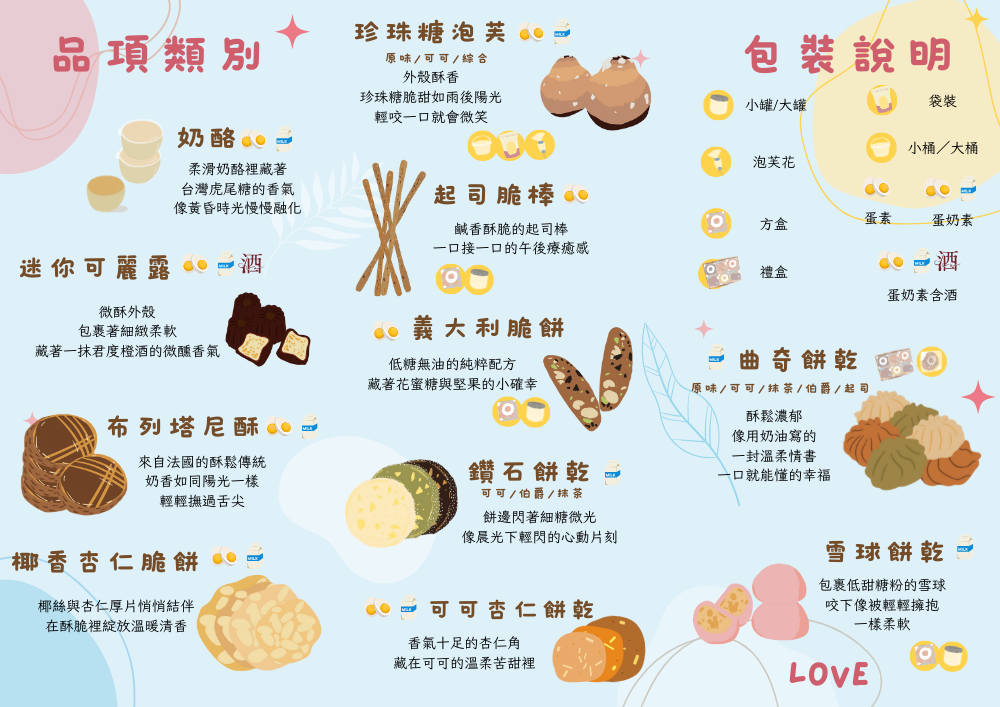 品項類別
奶酪
柔滑奶酪裡藏著
台灣虎尾糖的香氣
像黃昏時光慢慢融化
迷你可麗露
酒
微酥外殼
包裹著細緻柔軟
藏著一抹君度橙酒的微醺香氣
布列塔尼酥
來自法國的酥鬆傳統
奶香如同陽光一樣
輕輕撫過舌尖
椰香杏仁脆餅
椰絲與杏仁厚片悄悄結伴
在酥脆裡綻放溫暖清香
珍珠糖泡芙
原味/可可/綜合
外殼酥香
珍珠糖脆甜如雨後陽光
輕咬一口就會微笑
起司脆棒
鹹香酥脆的起司棒
一口接一口的午後療癒感
義大利脆餅
低糖無油的純粹配方
藏著花蜜糖與堅果的小確幸
鑽石餅乾
可可/伯爵/抹茶
餅邊閃著細糖微光
像晨光下輕閃的心動片刻
可可杏仁餅乾
香氣十足的杏仁角
藏在可可的溫柔苦甜裡
包裝說明
小罐/大罐
袋裝
泡芙花
小桶／大桶
方盒
蛋素
蛋奶素
禮盒
酒
蛋奶素含酒
曲奇餅乾
原味/可可/抹茶/伯爵/起司
酥鬆濃郁
像用奶油寫的
一封溫柔情書
一口就能懂的幸福
雪球餅乾
包裹低甜糖粉的雪球
咬下像被輕輕擁抱
一樣柔軟
LOVE